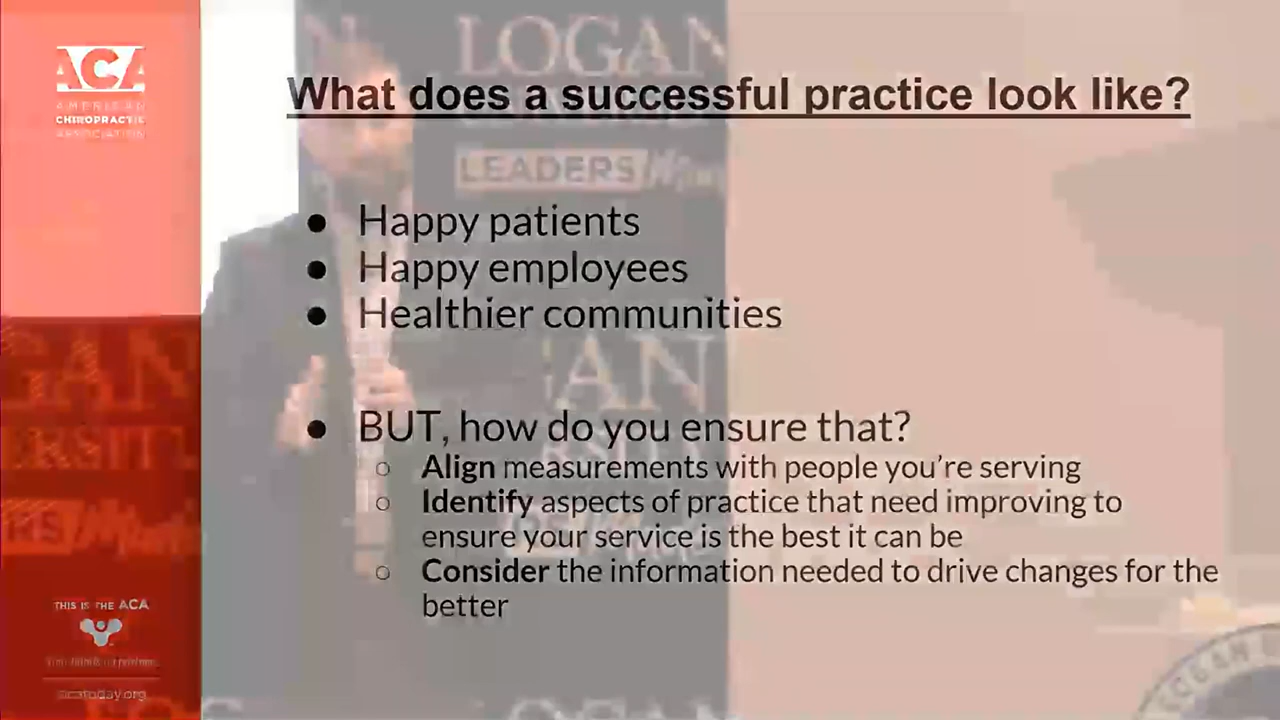 ACA
AMERICAN
CHIROPRACTIC
ASSOCIATION
LOGAN
What does a successful practice look like?
LEADERS
• Happy patients
• Happy employees
• Healthier communities
• BUT, how do you ensure that?
○ Align measurements with people you're serving
○ Identify aspects of practice that need improving to
ensure your service is the best it can be
○ Consider the information needed to drive changes for the
better
THIS IS THE ACA
acatoday.org